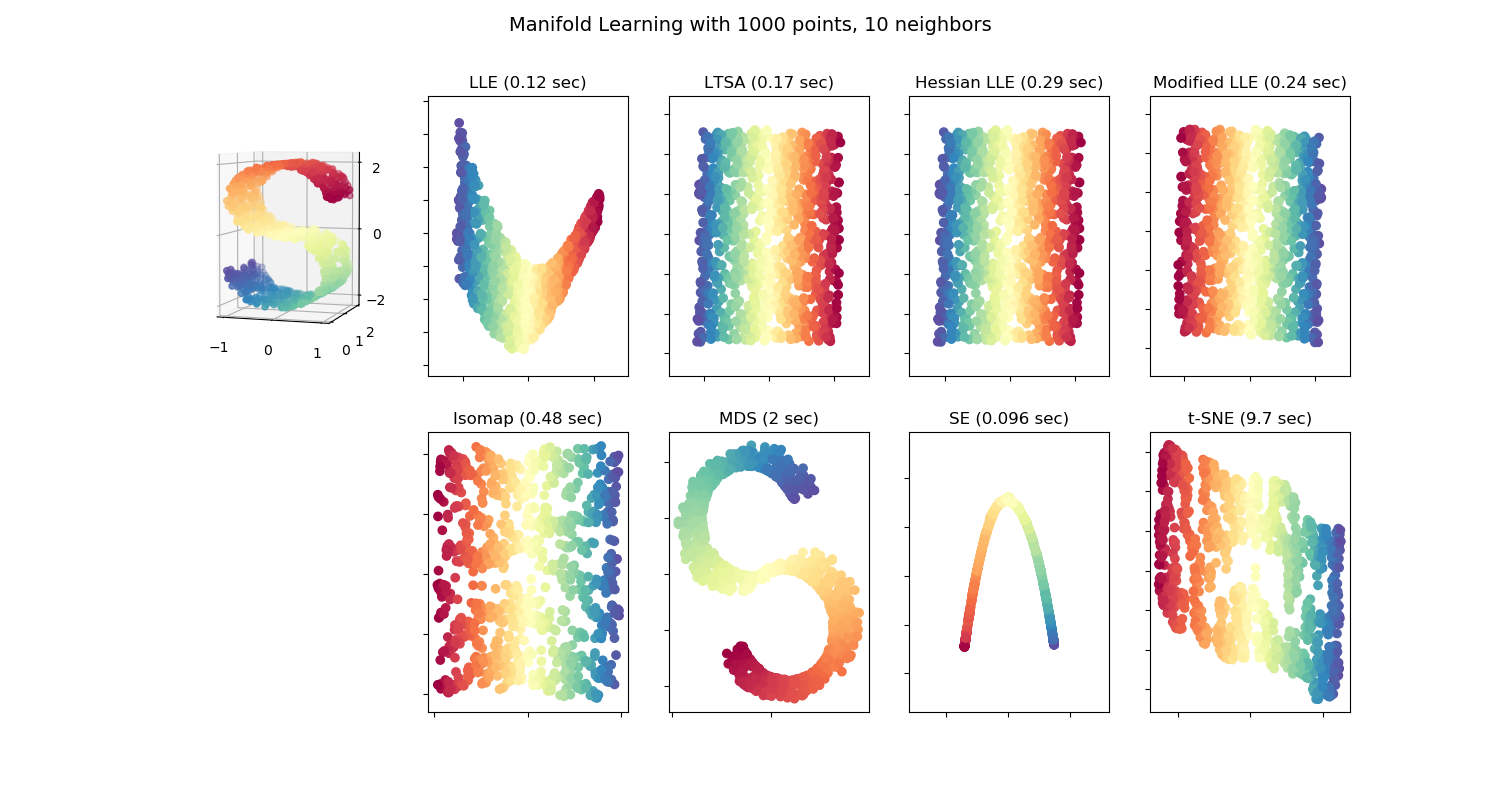 Manifold Learning with 1000 points, 10 neighbors
LLE (0.12 sec)
LTSA (0.17 sec)
Hessian LLE (0.29 sec)
Modified LLE (0.24 sec)
2
0
−2
−1
0
1
0
1
2
Isomap (0.48 sec)
MDS (2 sec)
SE (0.096 sec)
t-SNE (9.7 sec)